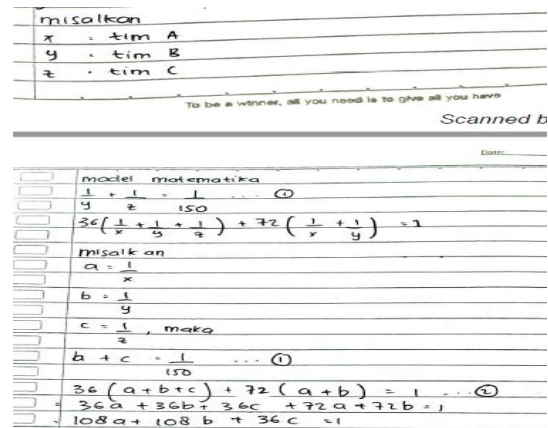 misalkan
x : tim A
y : tim B
z . tim C
To be a winner, all you need is to give all you have
Scanned b
Date:
model matematika
1/y + 1/z = 1/150 ... ①
36(1/x + 1/y + 1/z) + 72(1/x + 1/y) = 1
misalkan
a = 1/x
b = 1/y
c = 1/z, maka
b + c = 1/150 ... ①
36(a+b+c) + 72(a+b) = 1 ... ②
= 36a + 36b + 36c + 72a + 72b = 1
= 108a + 108b + 36c = 1